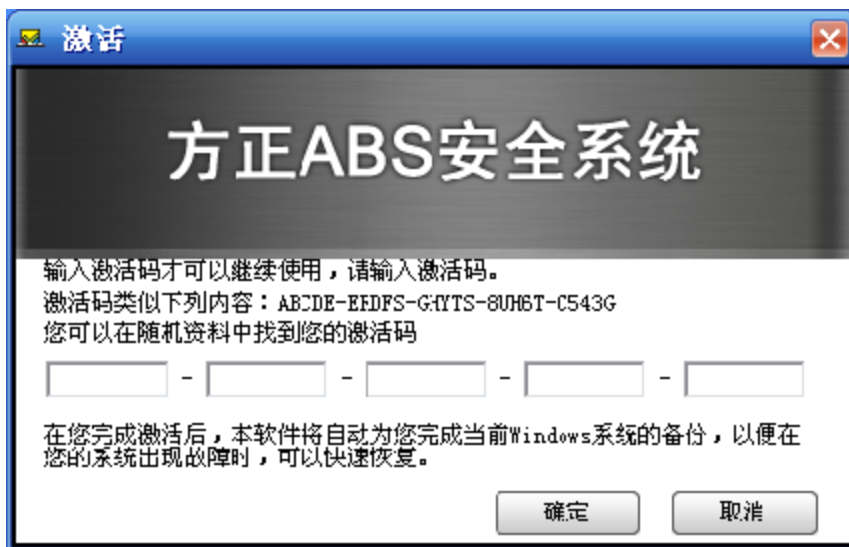 激活
方正ABS安全系统
输入激活码才可以继续使用，请输入激活码。
激活码类似下列内容：ABCDE-EFDFS-GHYTS-8UH6T-C543G
您可以在随机资料中找到您的激活码
- - - -
在您完成激活后，本软件将自动为您完成当前Windows系统的备份，以便在
您的系统出现故障时，可以快速恢复。
确定 取消